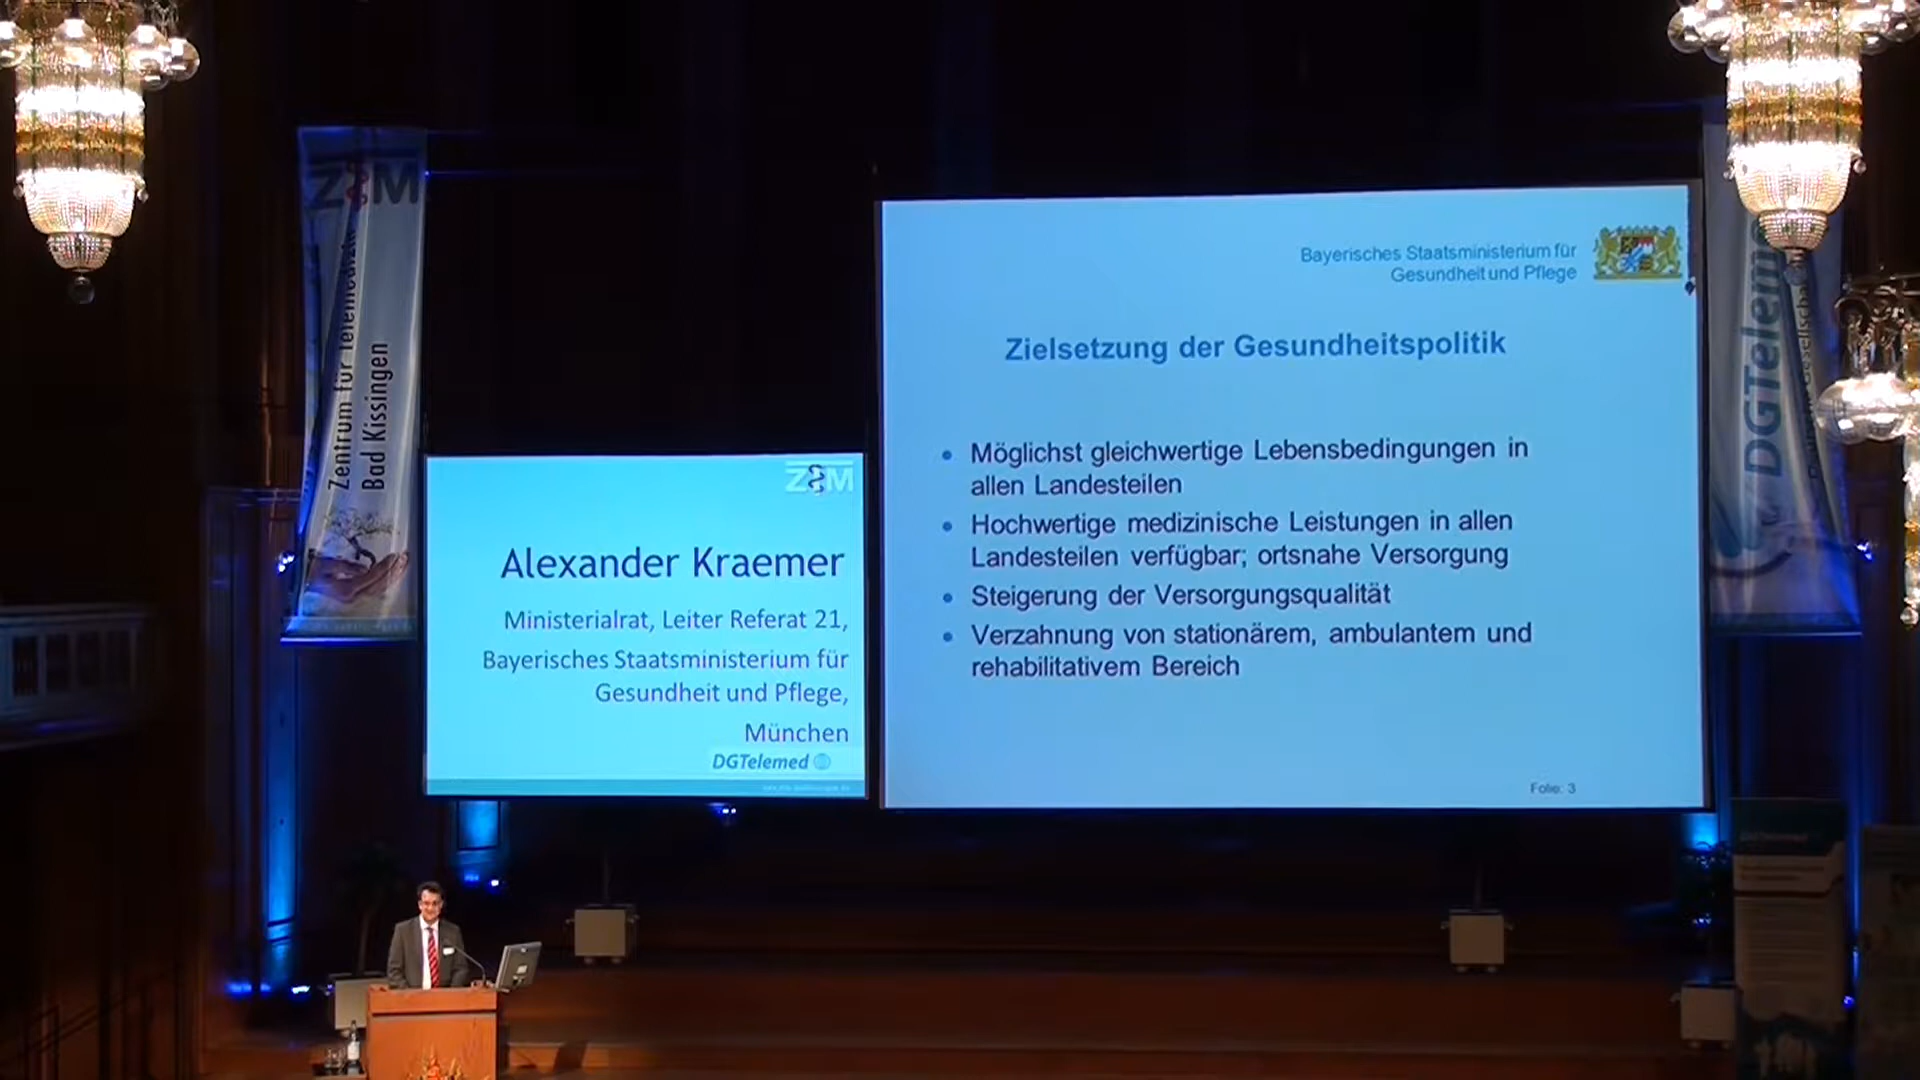 ZTM
Zentrum für Telemedizin
Bad Kissingen
ZTM
Alexander Kraemer
Ministerialrat, Leiter Referat 21,
Bayerisches Staatsministerium für
Gesundheit und Pflege,
München
DGTelemed
Bayerisches Staatsministerium für
Gesundheit und Pflege
Zielsetzung der Gesundheitspolitik
• Möglichst gleichwertige Lebensbedingungen in
allen Landesteilen
• Hochwertige medizinische Leistungen in allen
Landesteilen verfügbar; ortsnahe Versorgung
• Steigerung der Versorgungsqualität
• Verzahnung von stationärem, ambulantem und
rehabilitativem Bereich
Folie: 3
DGTelemed